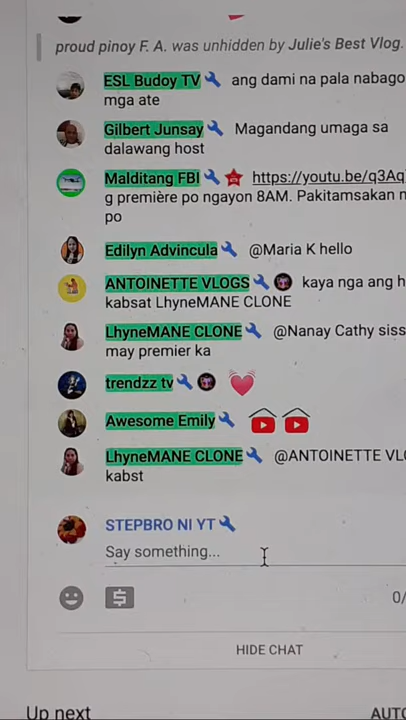 proud pinoy F. A. was unhidden by Julie's Best Vlog.
ESL Budoy TV ang dami na pala nabago
mga ate
Gilbert Junsay Magandang umaga sa
dalawang host
Malditang FBI https://youtu.be/q3Aq
g première po ngayon 8AM. Pakitamsakan n
po
Edilyn Advincula @Maria K hello
ANTOINETTE VLOGS kaya nga ang h
kabsat LhyneMANE CLONE
LhyneMANE CLONE @Nanay Cathy siss
may premier ka
trendzz tv
Awesome Emily
LhyneMANE CLONE @ANTOINETTE VLO
kabst
STEPBRO NI YT
Say something...
0/
HIDE CHAT
Up next AUTO